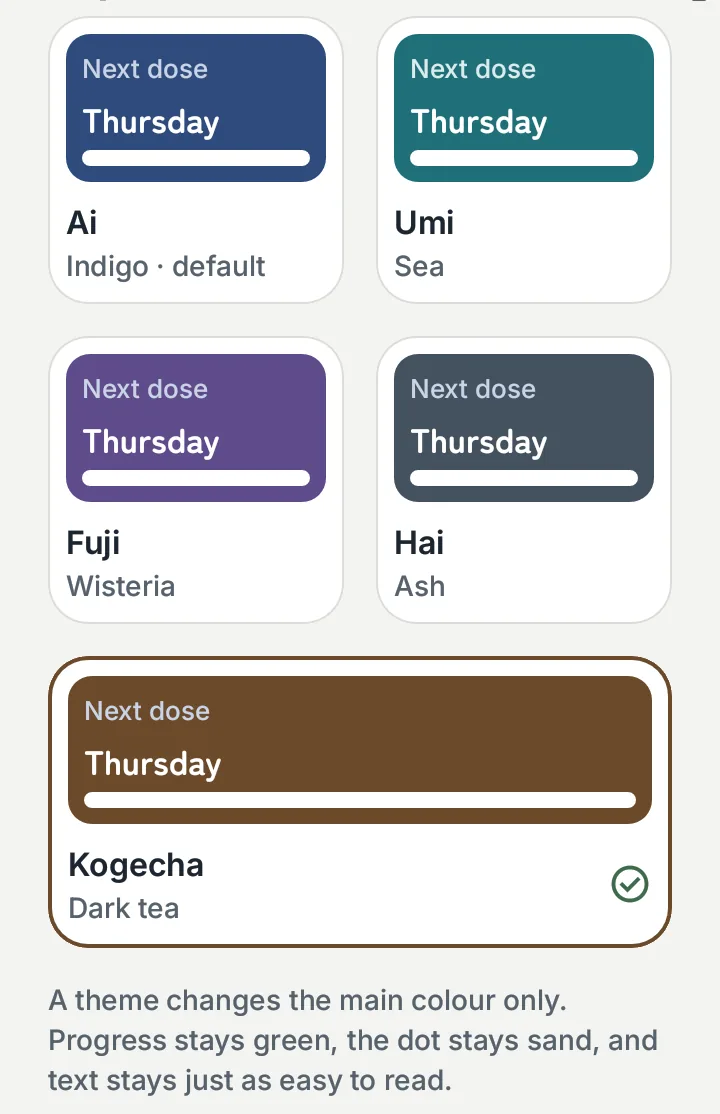 Next dose
Thursday
Ai
Indigo · default
Next dose
Thursday
Umi
Sea
Next dose
Thursday
Fuji
Wisteria
Next dose
Thursday
Hai
Ash
Next dose
Thursday
Kogecha
Dark tea
A theme changes the main colour only.
Progress stays green, the dot stays sand, and
text stays just as easy to read.